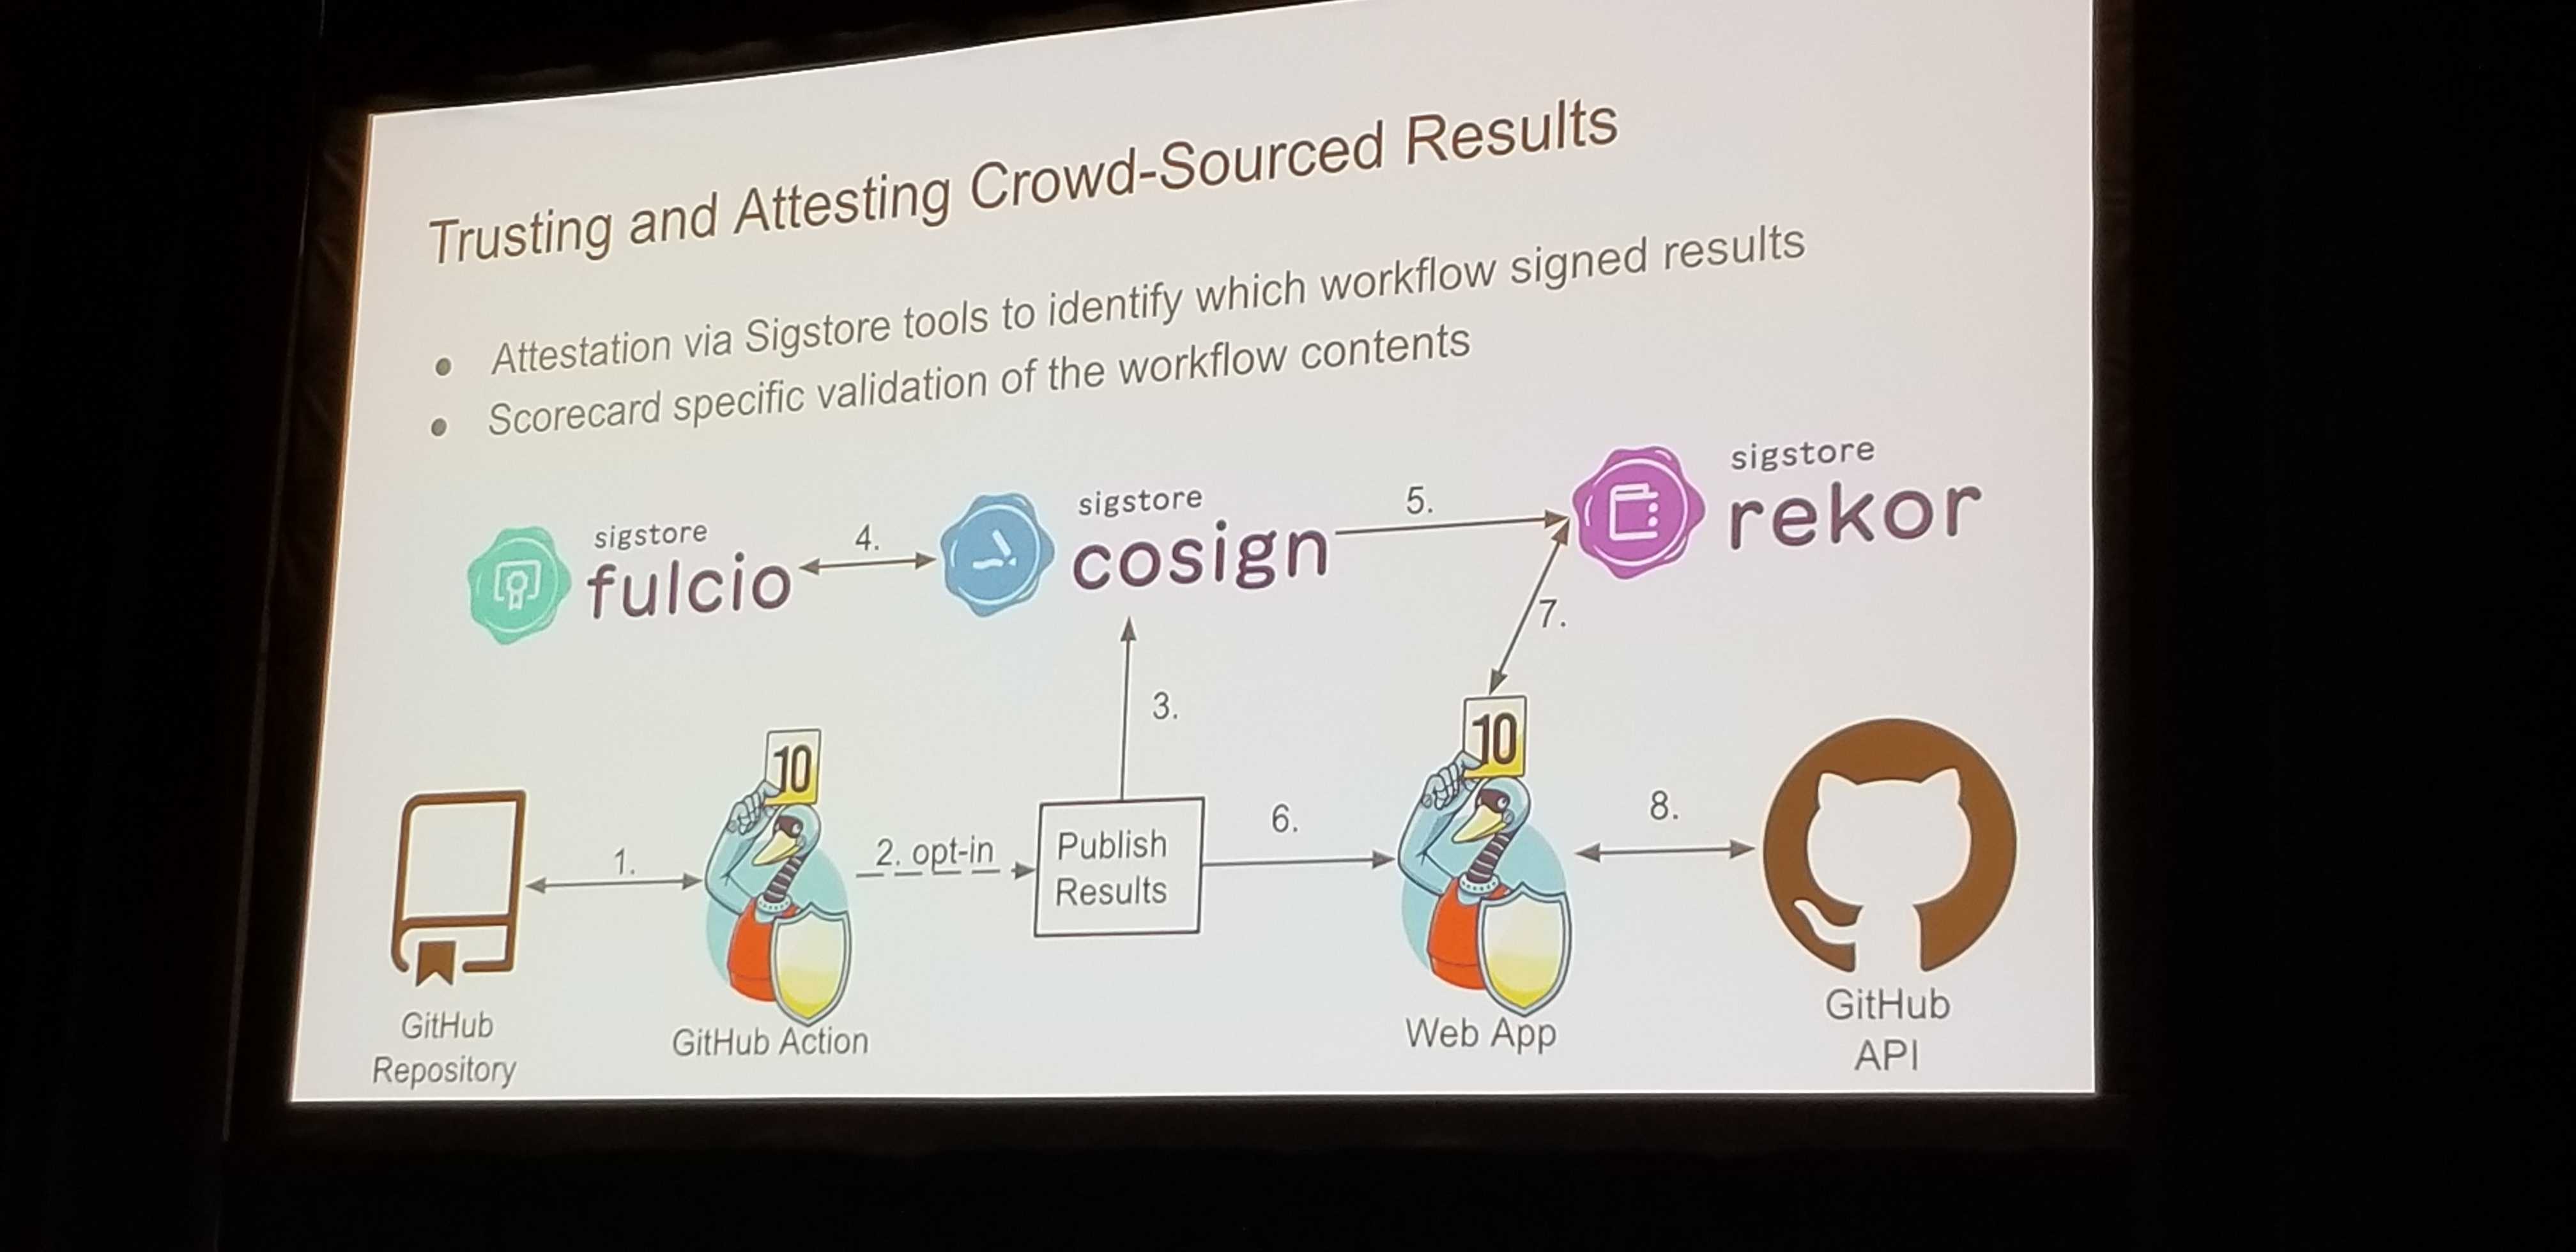 Trusting and Attesting Crowd-Sourced Results
● Attestation via Sigstore tools to identify which workflow signed results
● Scorecard specific validation of the workflow contents
sigstore
fulcio
4.
sigstore
cosign
5.
sigstore
rekor
7.
3.
10
10
1.
2. opt-in
Publish
Results
6.
8.
GitHub
Repository
GitHub Action
Web App
GitHub
API